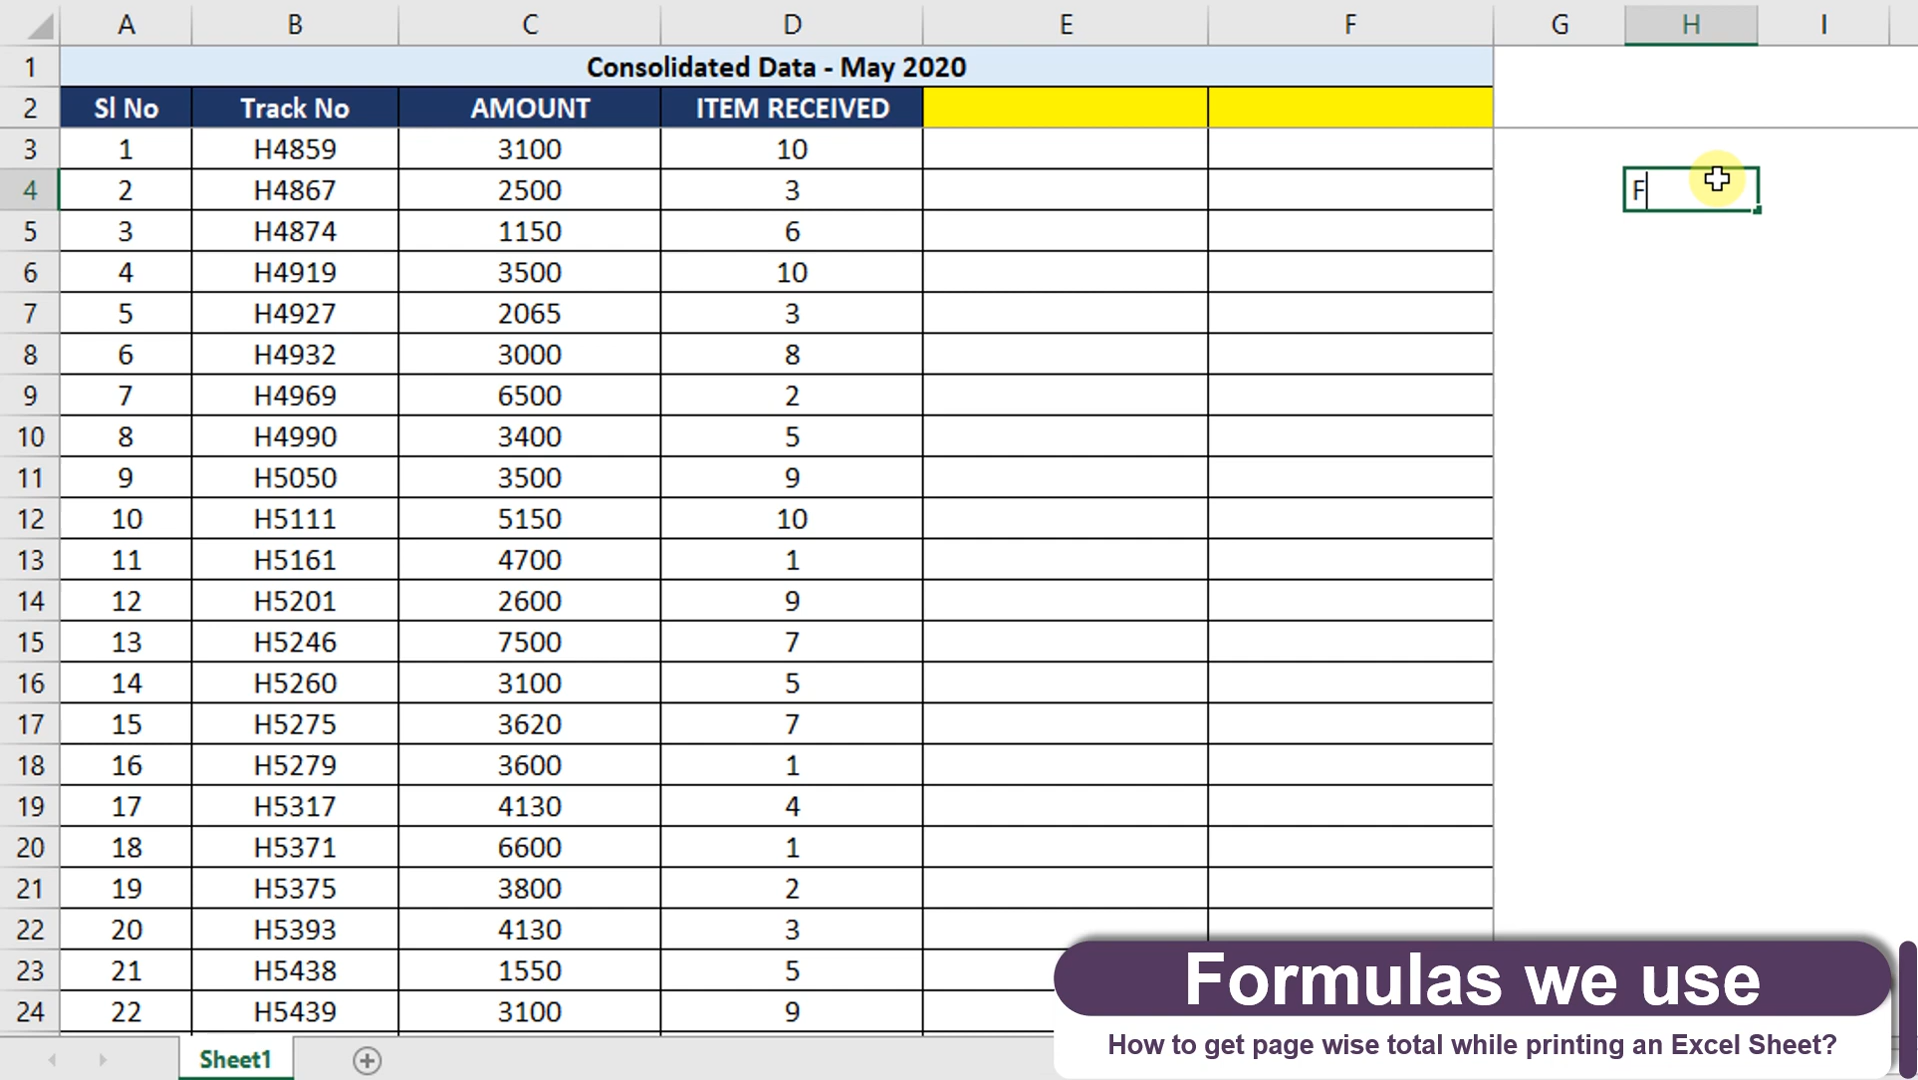 A B C D E F G H I
1 Consolidated Data - May 2020
2 Sl No Track No AMOUNT ITEM RECEIVED
3 1 H4859 3100 10
4 2 H4867 2500 3 F
5 3 H4874 1150 6
6 4 H4919 3500 10
7 5 H4927 2065 3
8 6 H4932 3000 8
9 7 H4969 6500 2
10 8 H4990 3400 5
11 9 H5050 3500 9
12 10 H5111 5150 10
13 11 H5161 4700 1
14 12 H5201 2600 9
15 13 H5246 7500 7
16 14 H5260 3100 5
17 15 H5275 3620 7
18 16 H5279 3600 1
19 17 H5317 4130 4
20 18 H5371 6600 1
21 19 H5375 3800 2
22 20 H5393 4130 3
23 21 H5438 1550 5
24 22 H5439 3100 9
Sheet1
Formulas we use
How to get page wise total while printing an Excel Sheet?